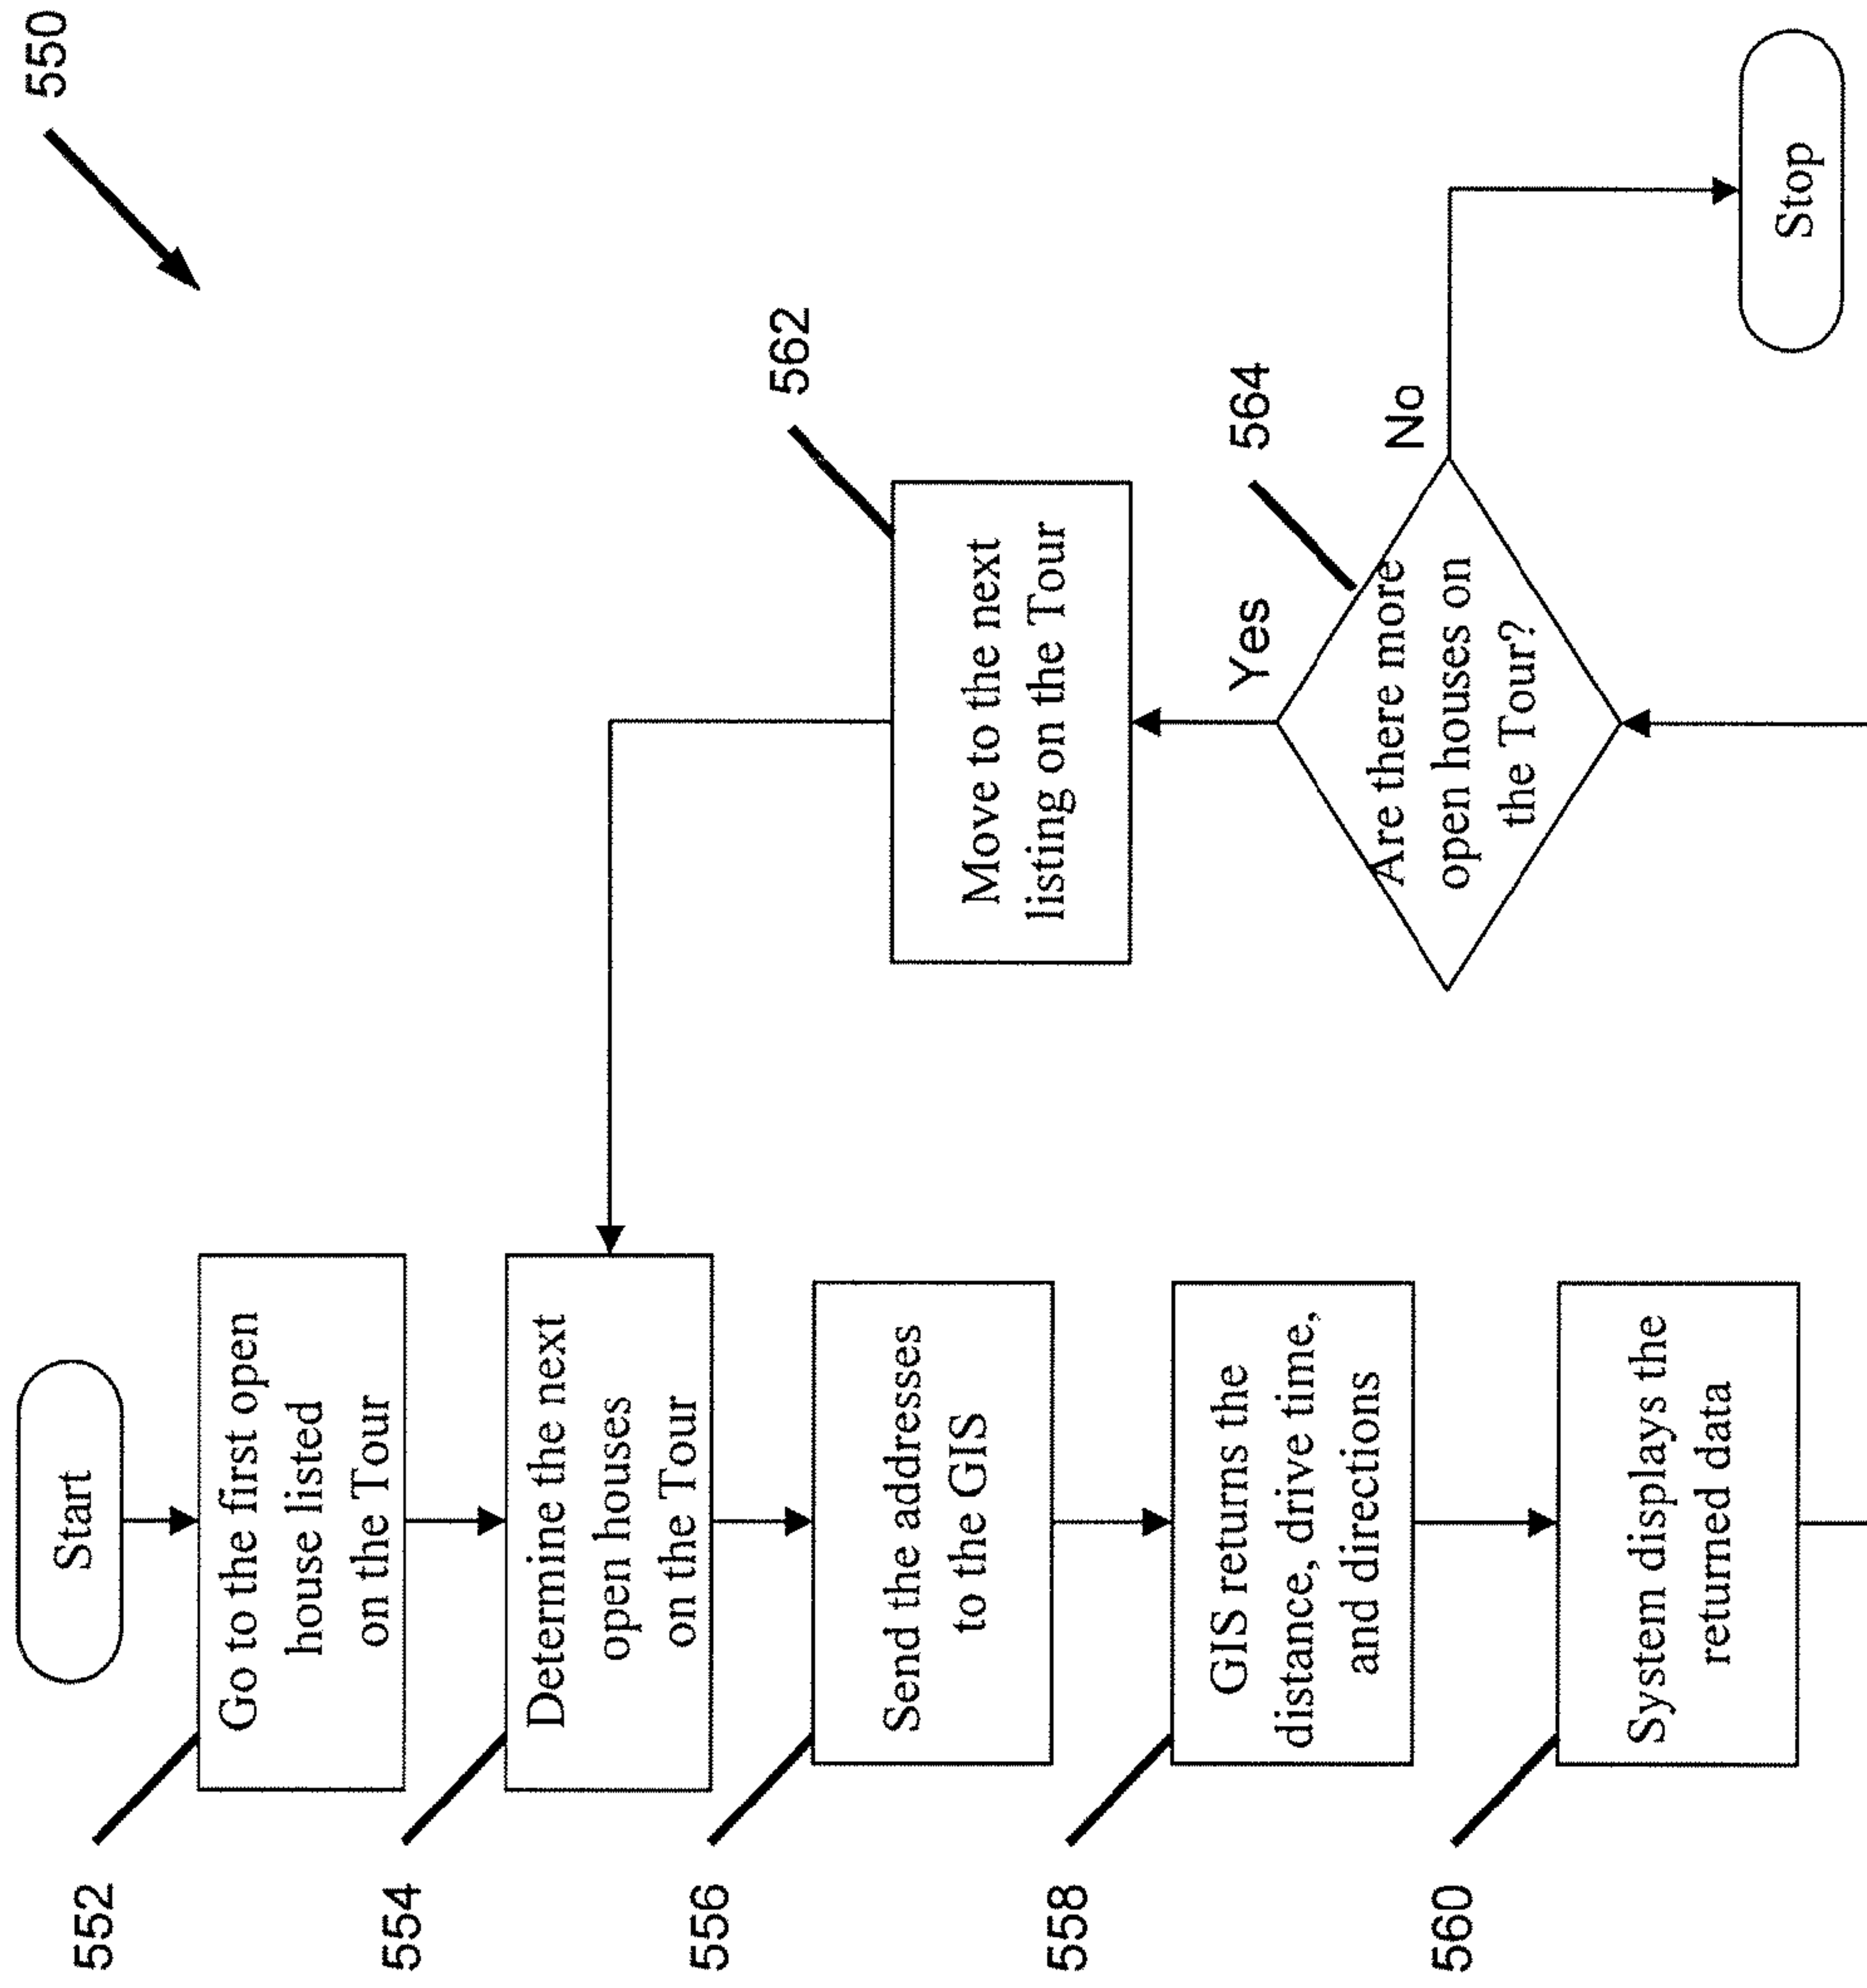 550
Start
552
Go to the first open
house listed
on the Tour
554
Determine the next
open houses
on the Tour
556
Send the addresses
to the GIS
558
GIS returns the
distance, drive time,
and directions
560
System displays the
returned data
562
Move to the next
listing on the Tour
564
Yes
No
Are there more
open houses on
the Tour?
Stop